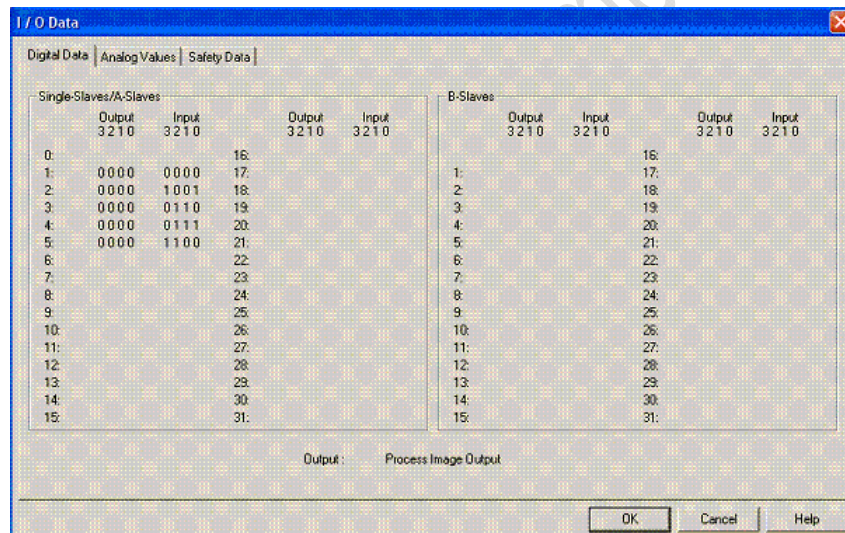 I / O Data
Digital Data Analog Values Safety Data
Single-Slaves/A-Slaves B-Slaves
Output Input Output Input Output Input Output Input
3 2 1 0 3 2 1 0 3 2 1 0 3 2 1 0 3 2 1 0 3 2 1 0 3 2 1 0 3 2 1 0
0: 16: 16:
1: 0 0 0 0 0 0 0 0 17: 1: 17:
2: 0 0 0 0 1 0 0 1 18: 2: 18:
3: 0 0 0 0 0 1 1 0 19: 3: 19:
4: 0 0 0 0 0 1 1 1 20: 4: 20:
5: 0 0 0 0 1 1 0 0 21: 5: 21:
6: 22: 6: 22:
7: 23: 7: 23:
8: 24: 8: 24:
9: 25: 9: 25:
10: 26: 10: 26:
11: 27: 11: 27:
12: 28: 12: 28:
13: 29: 13: 29:
14: 30: 14: 30:
15: 31: 15: 31:
Output : Process Image Output
OK Cancel Help